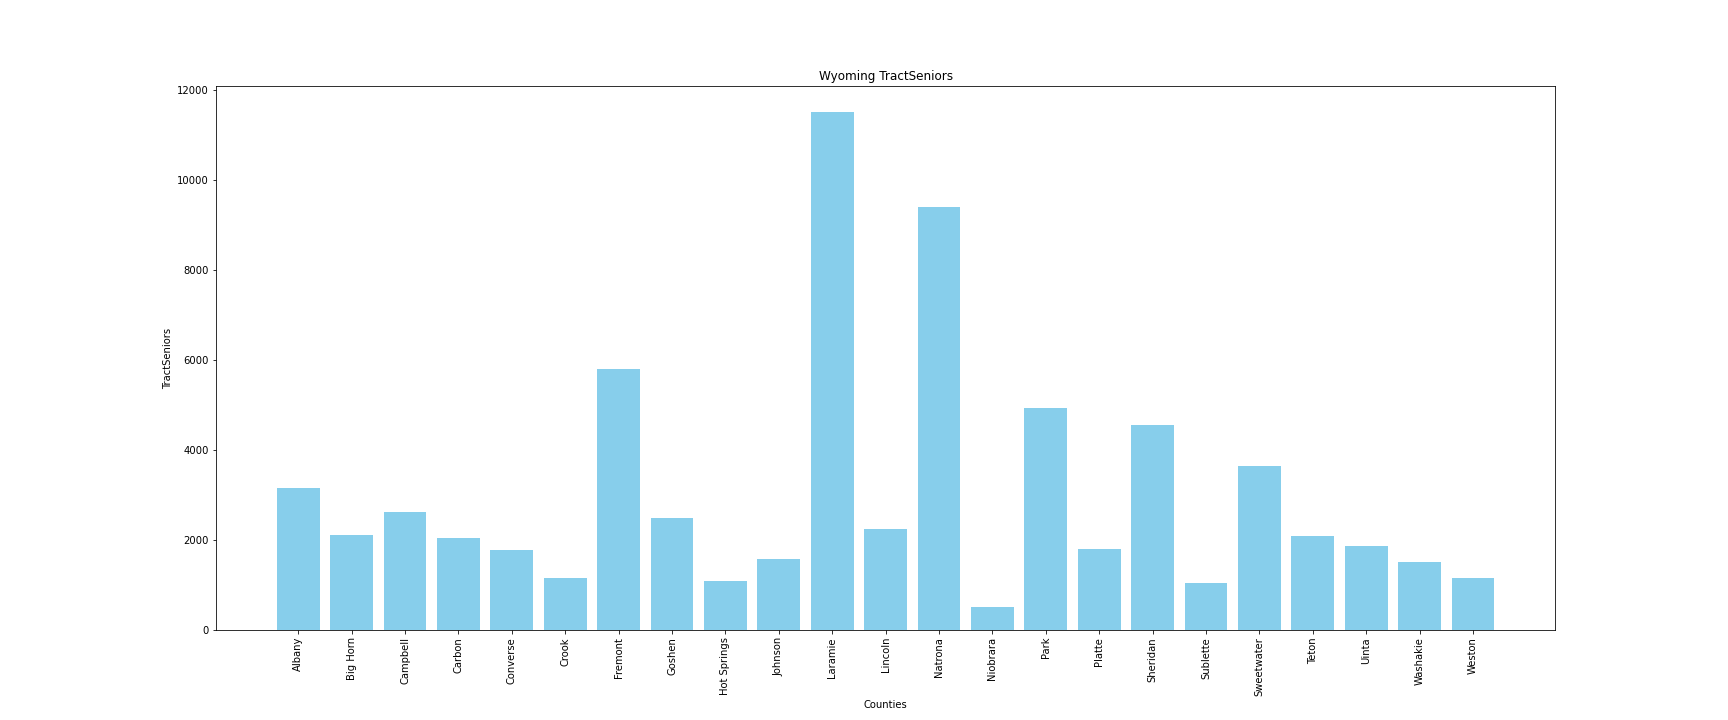 Wyoming TractSeniors
12000
10000
8000
6000
4000
2000
0
TractSeniors
Albany
Big Horn
Campbell
Carbon
Converse
Crook
Fremont
Goshen
Hot Springs
Johnson
Laramie
Lincoln
Natrona
Niobrara
Park
Platte
Sheridan
Sublette
Sweetwater
Teton
Uinta
Washakie
Weston
Counties